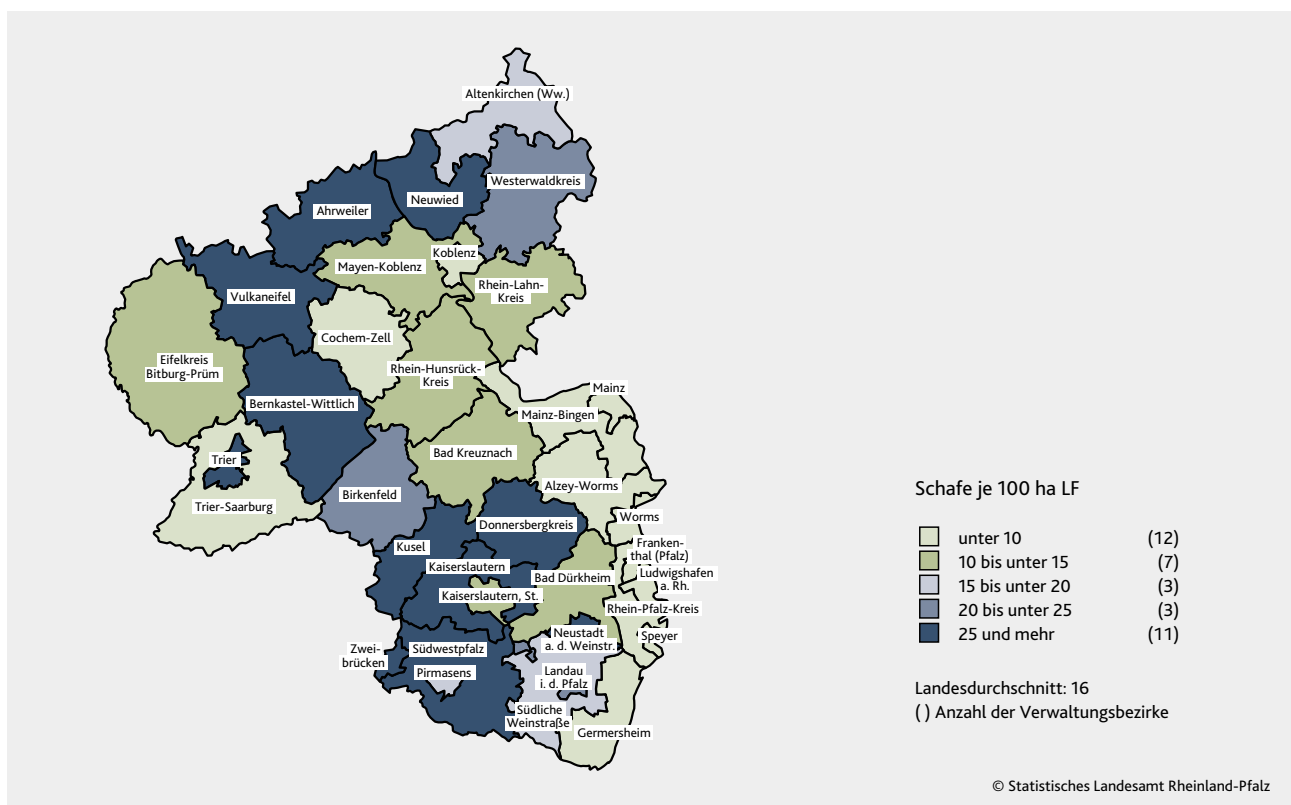 Altenkirchen (Ww.)
Westerwaldkreis
Neuwied
Ahrweiler
Koblenz
Mayen-Koblenz
Rhein-Lahn-
Kreis
Vulkaneifel
Cochem-Zell
Eifelkreis
Bitburg-Prüm
Rhein-Hunsrück-
Kreis
Mainz
Bernkastel-Wittlich
Mainz-Bingen
Bad Kreuznach
Trier
Alzey-Worms
Birkenfeld
Trier-Saarburg
Worms
Donnersbergkreis
Kusel
Franken-
thal (Pfalz)
Kaiserslautern
Ludwigshafen
a. Rh.
Bad Dürkheim
Kaiserslautern, St.
Rhein-Pfalz-Kreis
Neustadt
a. d. Weinstr.
Speyer
Zwei-
brücken
Südwestpfalz
Pirmasens
Landau
i. d. Pfalz
Südliche
Weinstraße
Germersheim
Schafe je 100 ha LF
unter 10 (12)
10 bis unter 15 (7)
15 bis unter 20 (3)
20 bis unter 25 (3)
25 und mehr (11)
Landesdurchschnitt: 16
( ) Anzahl der Verwaltungsbezirke
© Statistisches Landesamt Rheinland-Pfalz